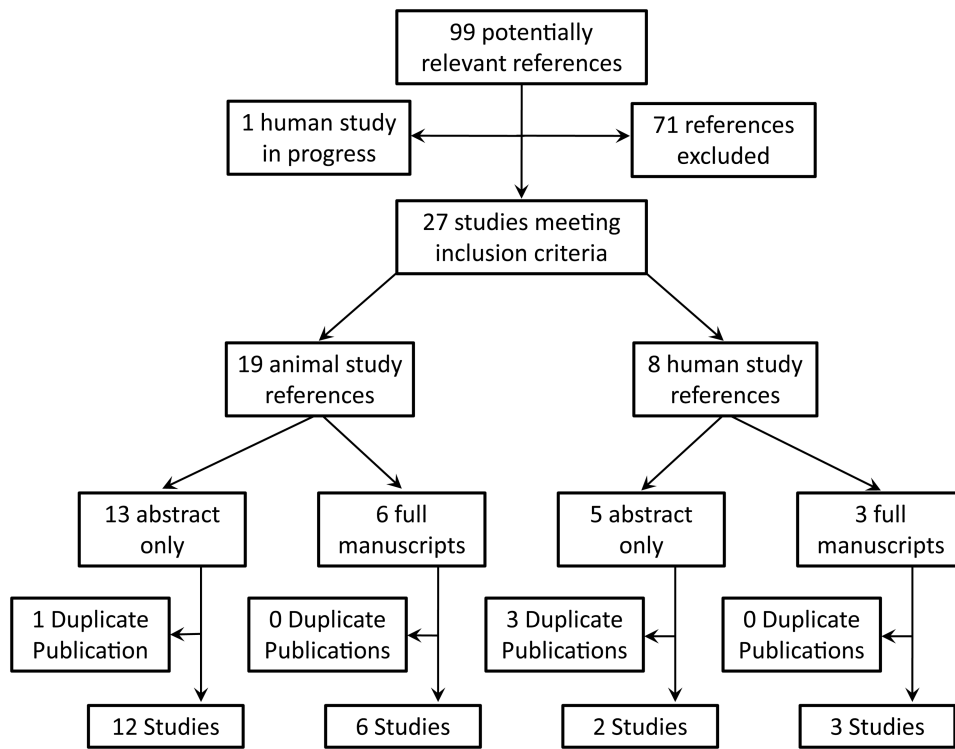 99 potentially
relevant references
1 human study
in progress
71 references
excluded
27 studies meeting
inclusion criteria
19 animal study
references
8 human study
references
13 abstract
only
6 full
manuscripts
5 abstract
only
3 full
manuscripts
1 Duplicate
Publication
0 Duplicate
Publications
3 Duplicate
Publications
0 Duplicate
Publications
12 Studies
6 Studies
2 Studies
3 Studies